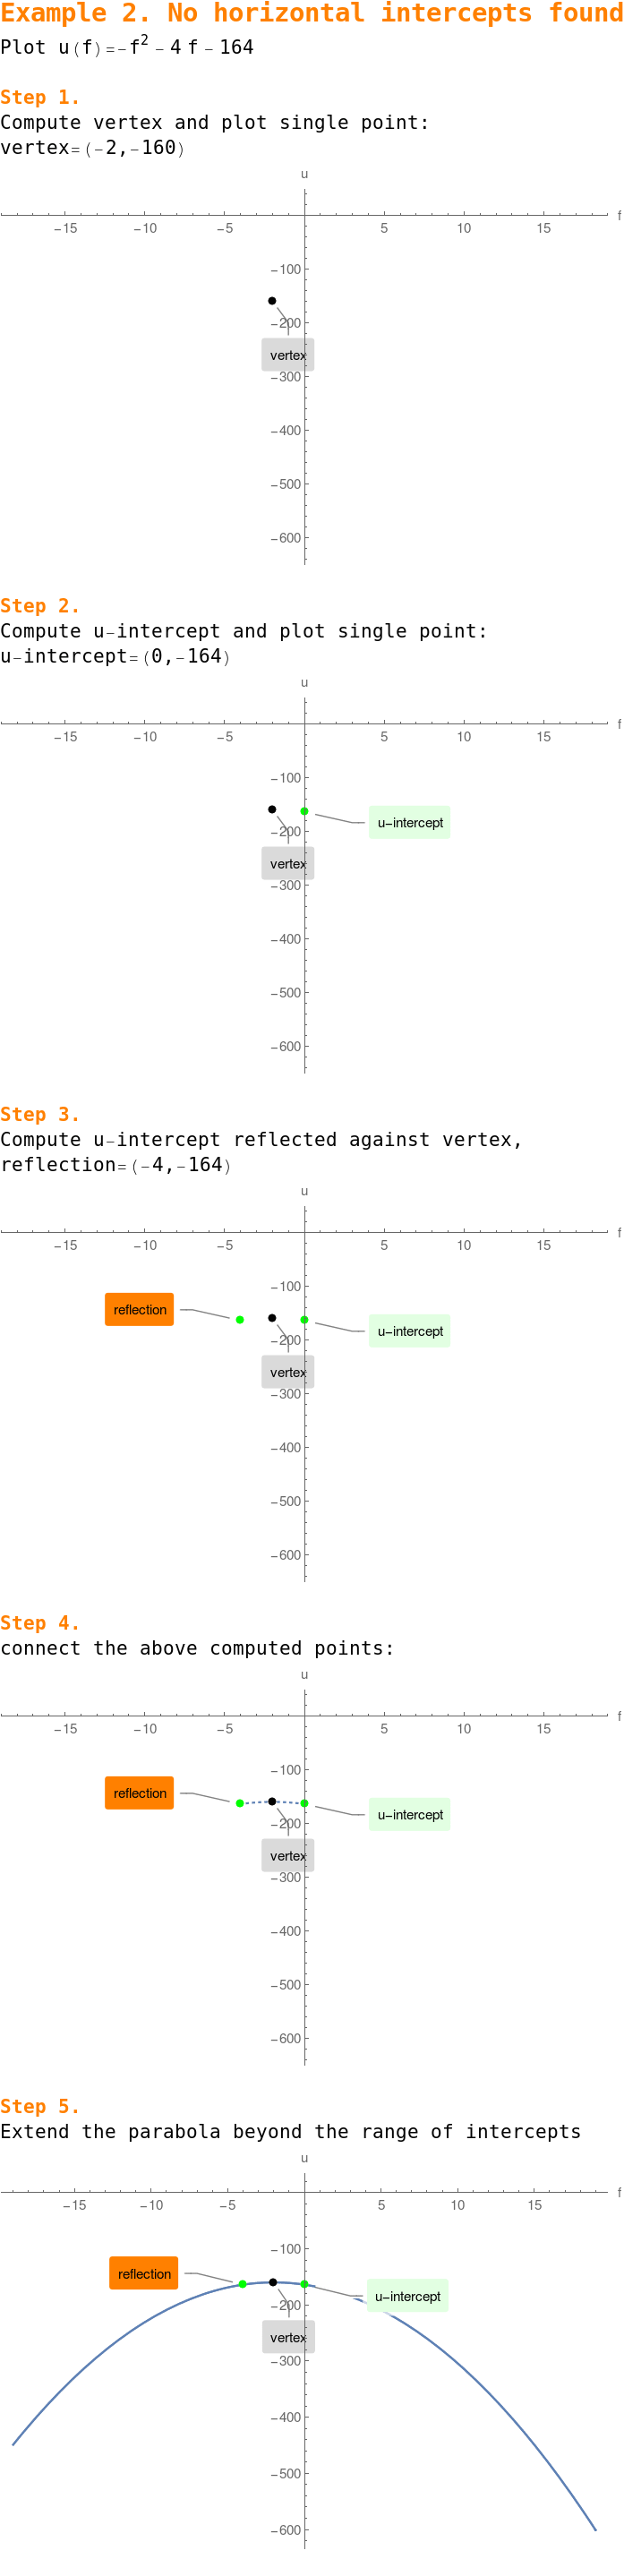 Example 2. No horizontal intercepts found
Plot u(f)=-f² - 4 f - 164
Step 1.
Compute vertex and plot single point:
vertex=(-2,-160)
u
f
-15 -10 -5 5 10 15
-100
-200
vertex
-300
-400
-500
-600
Step 2.
Compute u-intercept and plot single point:
u-intercept=(0,-164)
u
f
-15 -10 -5 5 10 15
-100
u-intercept
-200
vertex
-300
-400
-500
-600
Step 3.
Compute u-intercept reflected against vertex,
reflection=(-4,-164)
u
f
-15 -10 -5 5 10 15
-100
reflection
u-intercept
-200
vertex
-300
-400
-500
-600
Step 4.
connect the above computed points:
u
f
-15 -10 -5 5 10 15
-100
reflection
u-intercept
-200
vertex
-300
-400
-500
-600
Step 5.
Extend the parabola beyond the range of intercepts
u
f
-15 -10 -5 5 10 15
-100
reflection
u-intercept
-200
vertex
-300
-400
-500
-600